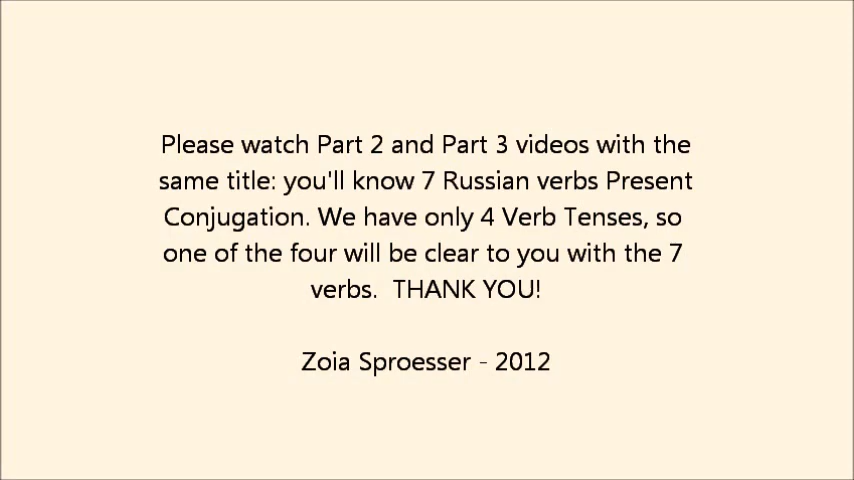 Please watch Part 2 and Part 3 videos with the
same title: you'll know 7 Russian verbs Present
Conjugation. We have only 4 Verb Tenses, so
one of the four will be clear to you with the 7
verbs.  THANK YOU!
Zoia Sproesser - 2012